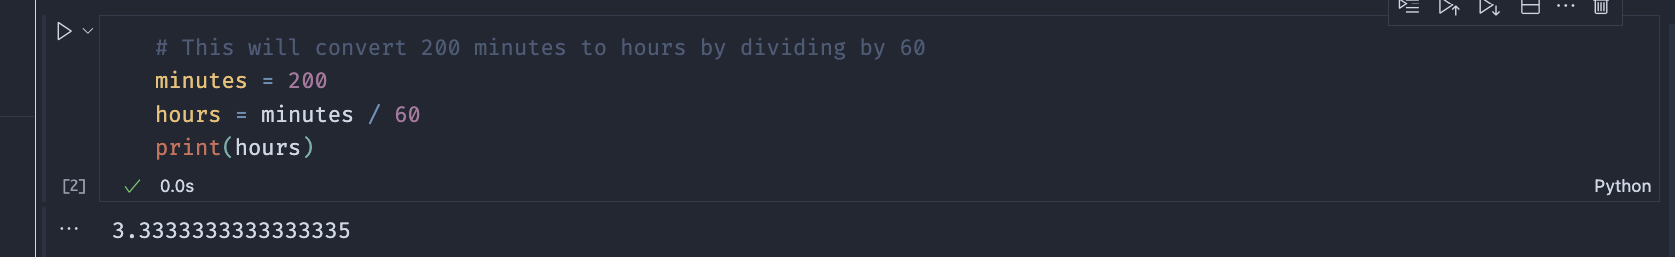 # This will convert 200 minutes to hours by dividing by 60
minutes = 200
hours = minutes / 60
print(hours)
[2]
0.0s
Python
3.3333333333333335